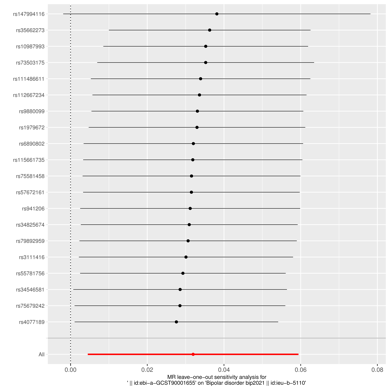 rs147994116
rs35662273
rs10987993
rs73503175
rs111486611
rs112667234
rs9880099
rs1979672
rs6890802
rs115661735
rs75581458
rs57672161
rs941206
rs34825674
rs79892959
rs3111416
rs55781756
rs34546581
rs75679242
rs4077189
All
0.00 0.02 0.04 0.06 0.08
MR leave−one−out sensitivity analysis for
' || id:ebi−a−GCST90001655' on 'Bipolar disorder bip2021 || id:ieu−b−5110'